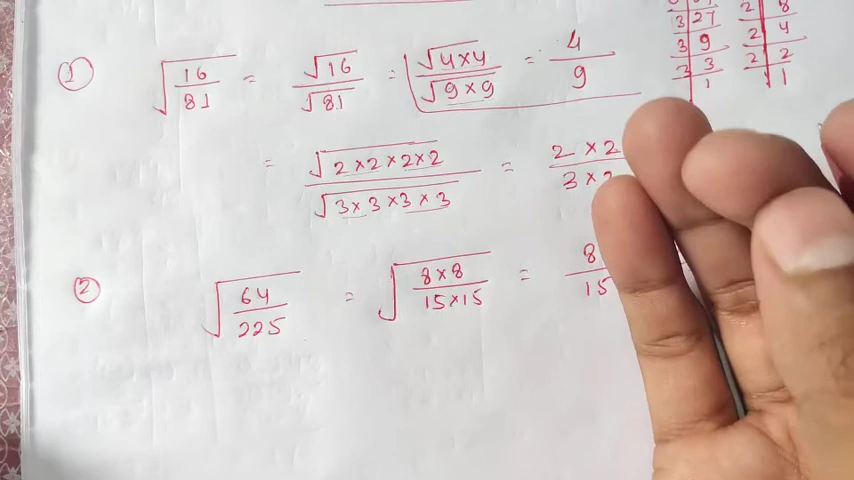 3 27
3 9
3 3
1
2 8
2 4
2 2
1
① √(16/81) = √16/√81 = √(4×4)/√(9×9) = 4/9
= √(2×2×2×2)/√(3×3×3×3) = 2×2/3×
② √(64/225) = √(8×8/15×15) = 8/15